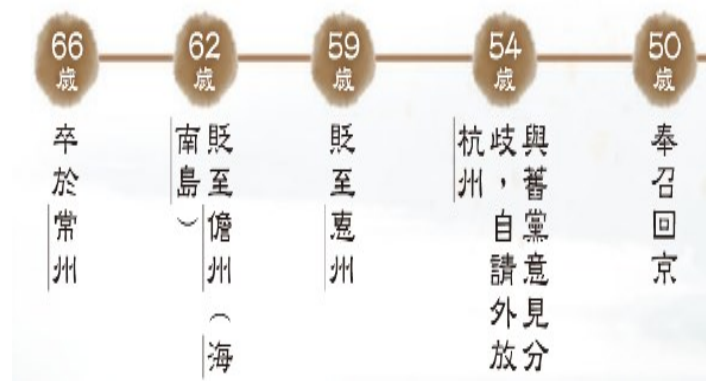 50
歲
奉召回京
54
歲
與舊黨意見分
歧，自請外放
杭州
59
歲
貶至惠州
62
歲
貶至儋州（海
南島）
66
歲
卒於常州